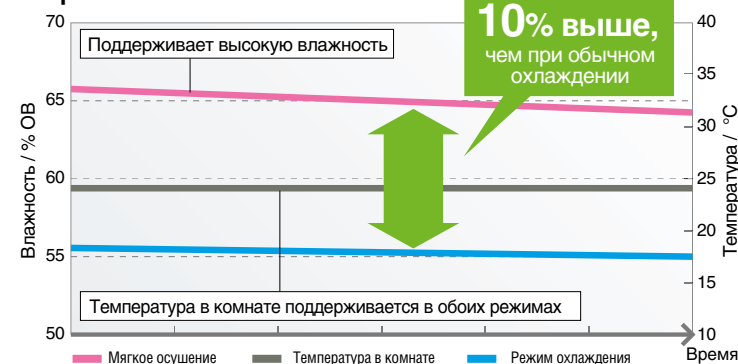 10% выше,
чем при обычном
охлаждении
70
65
60
55
50
Влажность / % ОВ
Поддерживает высокую влажность
Температура в комнате поддерживается в обоих режимах
40
35
30
25
20
15
10
Температура / °C
Время
Мягкое осушение
Температура в комнате
Режим охлаждения